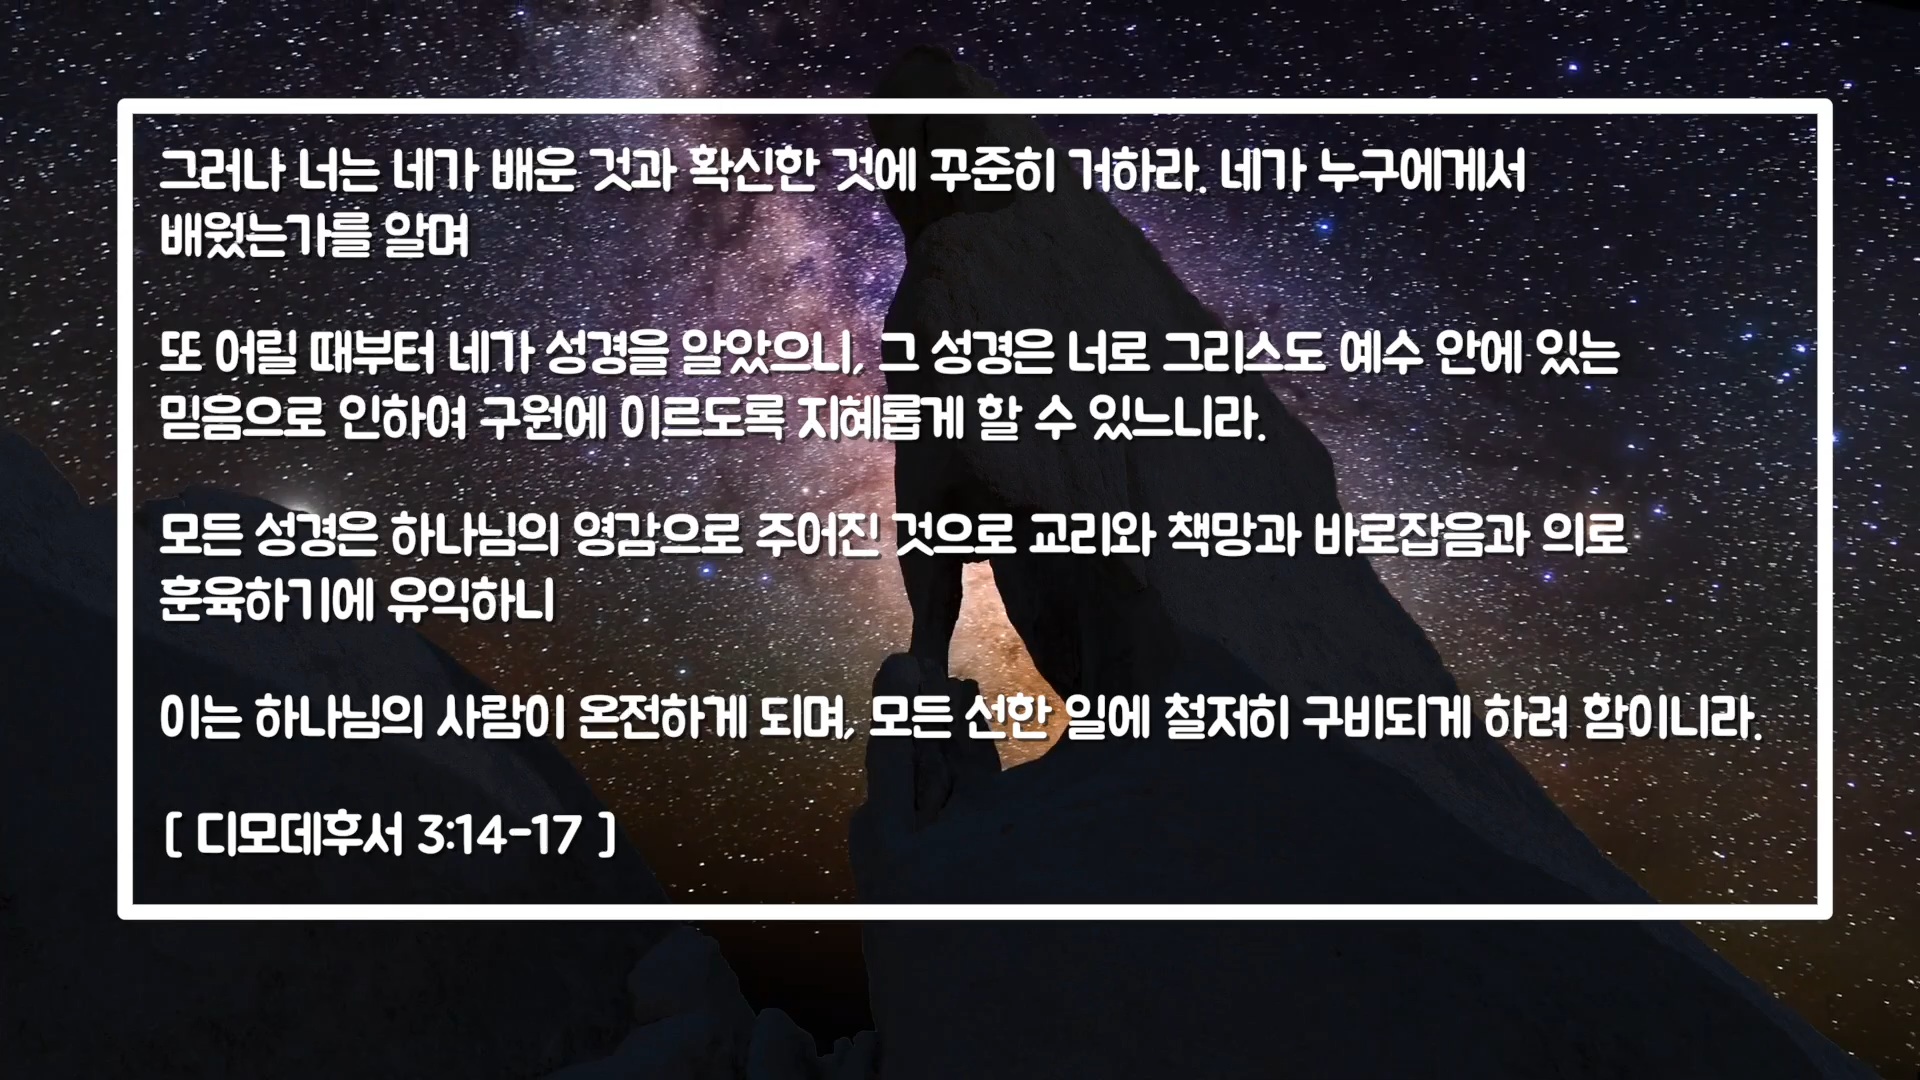 그러나 너는 네가 배운 것과 확신한 것에 꾸준히 거하라. 네가 누구에게서
배웠는가를 알며
또 어릴 때부터 네가 성경을 알았으니, 그 성경은 너로 그리스도 예수 안에 있는
믿음으로 인하여 구원에 이르도록 지혜롭게 할 수 있느니라.
모든 성경은 하나님의 영감으로 주어진 것으로 교리와 책망과 바로잡음과 의로
훈육하기에 유익하니
이는 하나님의 사람이 온전하게 되며, 모든 선한 일에 철저히 구비되게 하려 함이니라.
[ 디모데후서 3:14-17 ]